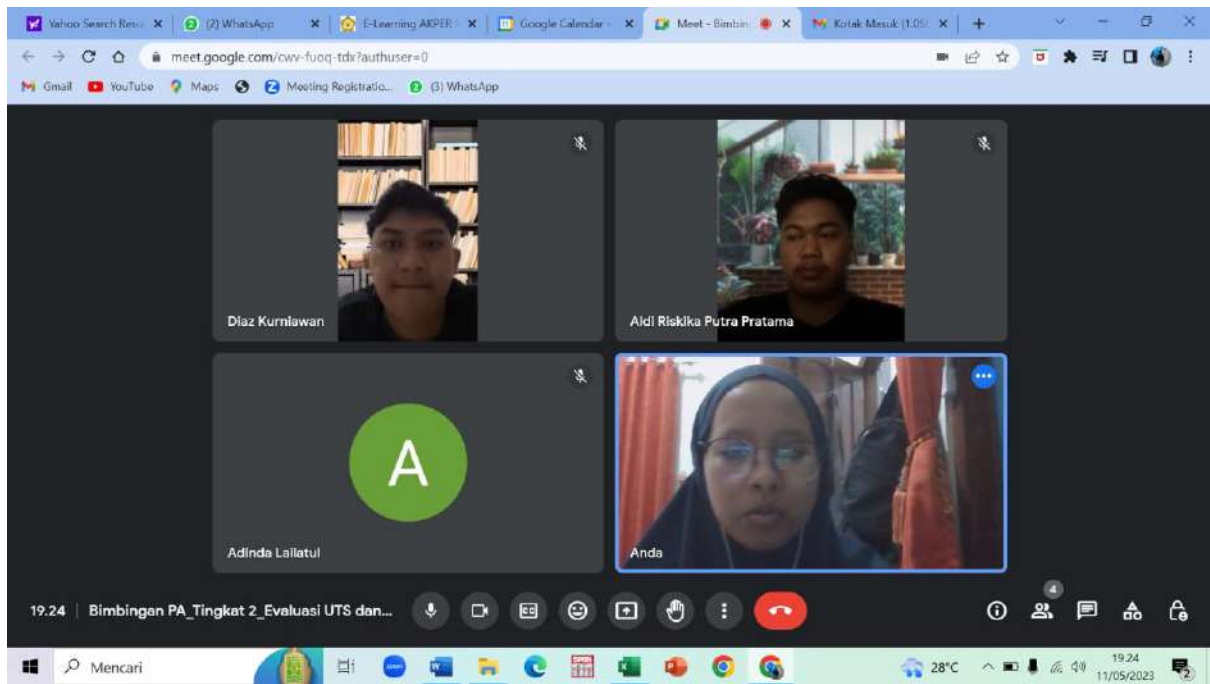 Yahoo Search Resu
(2) WhatsApp
E-Learning AKPER
Google Calendar -
Meet - Bimbin
Kotak Masuk (1.05
meet.google.com/cwv-fuoq-tdx?authuser=0
Gmail
YouTube
Maps
Meeting Registratio...
(3) WhatsApp
Diaz Kurniawan
Aldi Riskika Putra Pratama
A
Adinda Lailatul
Anda
19.24 | Bimbingan PA_Tingkat 2_Evaluasi UTS dan...
4
Mencari
28°C
19.24
11/05/2023
2